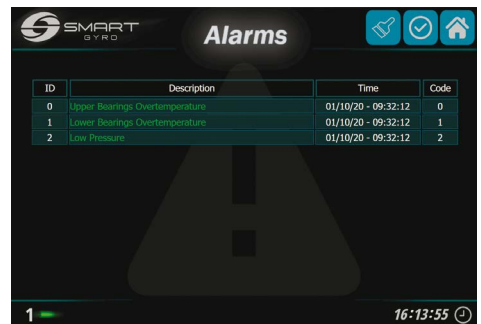 SMART
GYRO
Alarms
ID Description Time Code
0 Upper Bearings Overtemperature 01/10/20 - 09:32:12 0
1 Lower Bearings Overtemperature 01/10/20 - 09:32:12 1
2 Low Pressure 01/10/20 - 09:32:12 2
1 16:13:55